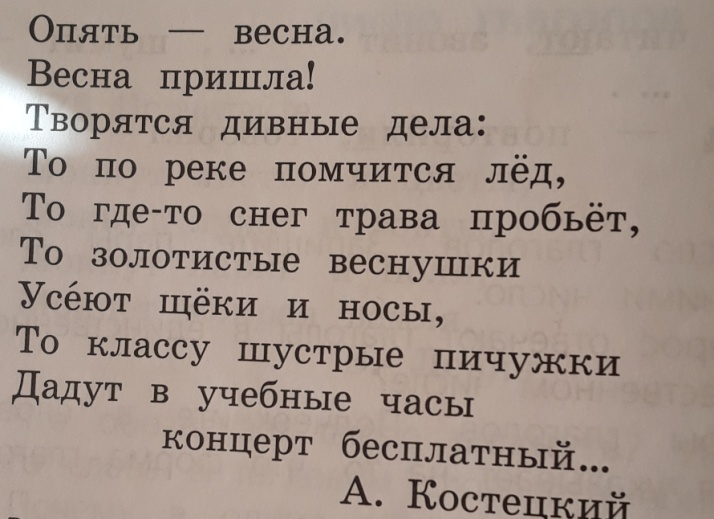 Опять — весна.
Весна пришла!
Творятся дивные дела:
То по реке помчится лёд,
То где-то снег трава пробьёт,
То золотистые веснушки
Усе́ют щёки и носы,
То классу шустрые пичужки
Дадут в учебные часы
концерт бесплатный...
А. Костецкий